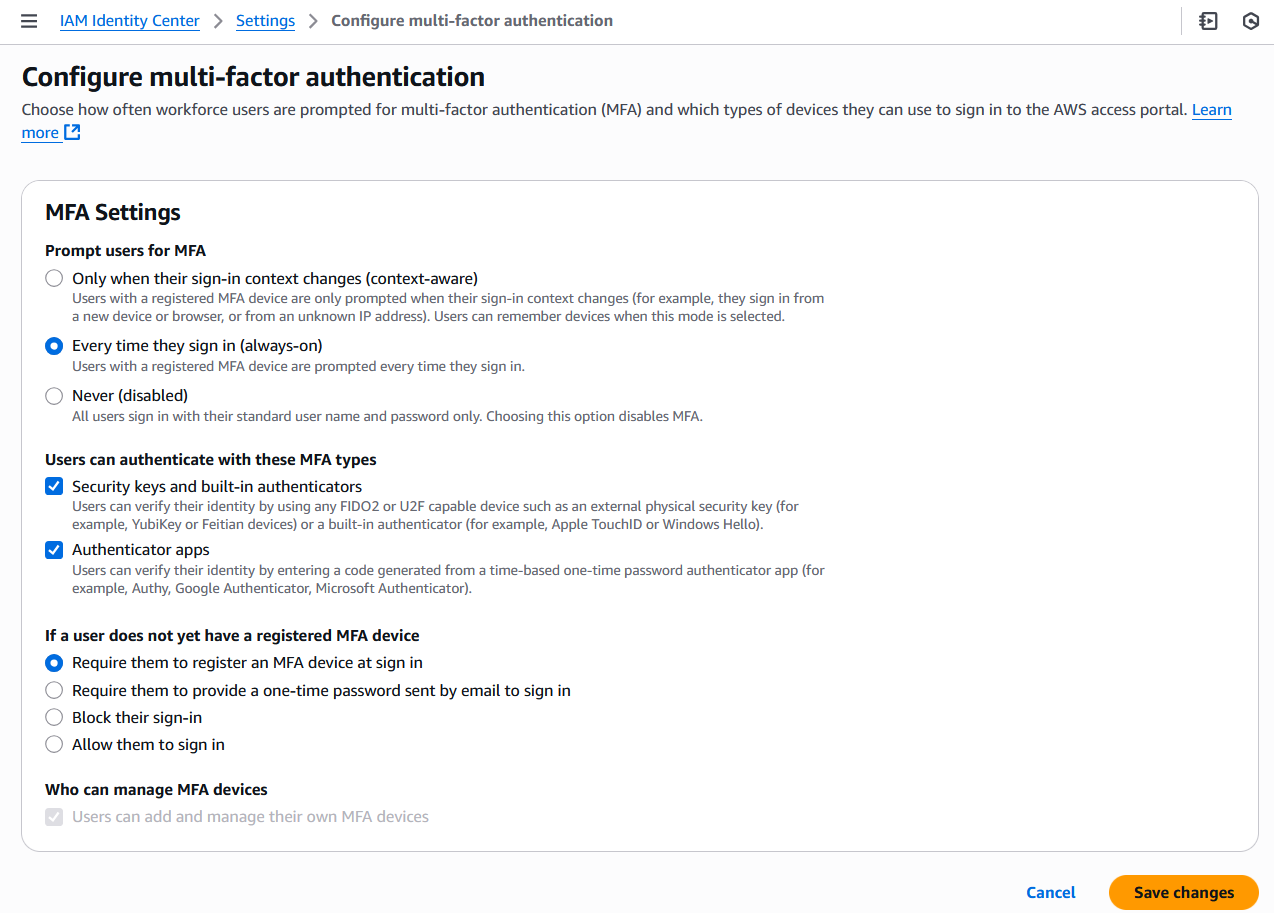 IAM Identity Center > Settings > Configure multi-factor authentication
Configure multi-factor authentication
Choose how often workforce users are prompted for multi-factor authentication (MFA) and which types of devices they can use to sign in to the AWS access portal. Learn
more
MFA Settings
Prompt users for MFA
Only when their sign-in context changes (context-aware)
Users with a registered MFA device are only prompted when their sign-in context changes (for example, they sign in from
a new device or browser, or from an unknown IP address). Users can remember devices when this mode is selected.
Every time they sign in (always-on)
Users with a registered MFA device are prompted every time they sign in.
Never (disabled)
All users sign in with their standard user name and password only. Choosing this option disables MFA.
Users can authenticate with these MFA types
Security keys and built-in authenticators
Users can verify their identity by using any FIDO2 or U2F capable device such as an external physical security key (for
example, YubiKey or Feitian devices) or a built-in authenticator (for example, Apple TouchID or Windows Hello).
Authenticator apps
Users can verify their identity by entering a code generated from a time-based one-time password authenticator app (for
example, Authy, Google Authenticator, Microsoft Authenticator).
If a user does not yet have a registered MFA device
Require them to register an MFA device at sign in
Require them to provide a one-time password sent by email to sign in
Block their sign-in
Allow them to sign in
Who can manage MFA devices
Users can add and manage their own MFA devices
Cancel
Save changes